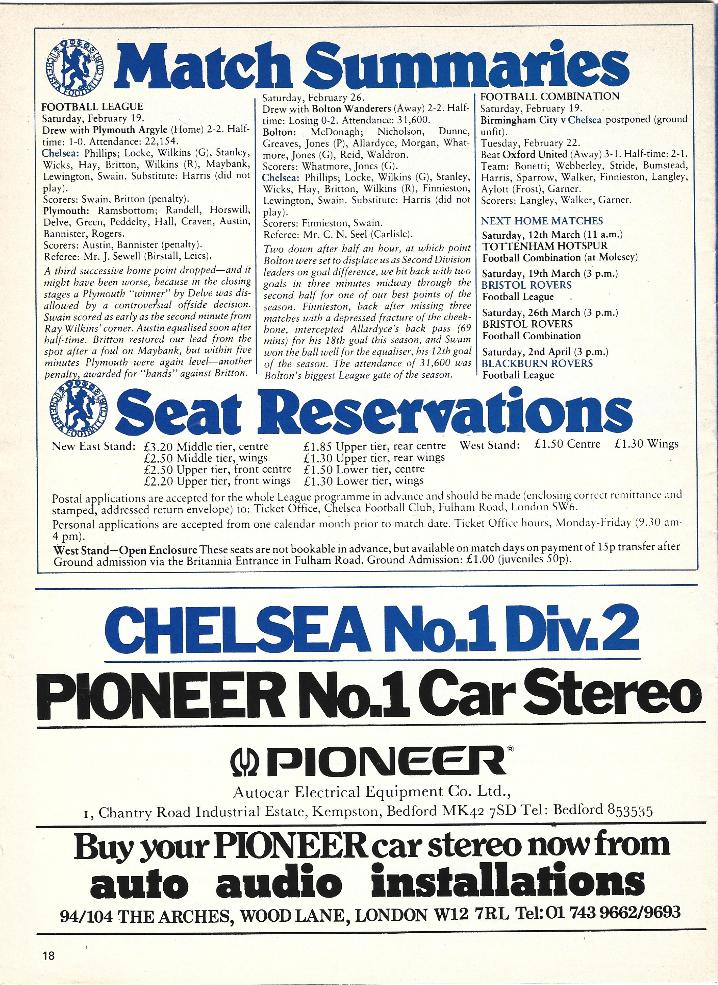 Match Summaries
FOOTBALL LEAGUE
Saturday, February 19.
Drew with Plymouth Argyle (Home) 2-2. Half-
time: 1-0. Attendance: 22,154.
Chelsea: Phillips; Locke, Wilkins (G), Stanley,
Wicks, Hay, Britton, Wilkins (R), Maybank,
Lewington, Swain. Substitute: Harris (did not
play).
Scorers: Swain, Britton (penalty).
Plymouth: Ramsbottom; Randell, Horswill,
Delve, Green, Peddelty, Hall, Craven, Austin,
Bannister, Rogers.
Scorers: Austin, Bannister (penalty).
Referee: Mr. J. Sewell (Birstall, Leics).
A third successive home point dropped—and it
might have been worse, because in the closing
stages a Plymouth "winner" by Delve was dis-
allowed by a controversial offside decision.
Swain scored as early as the second minute from
Ray Wilkins' corner. Austin equalised soon after
half-time. Britton restored our lead from the
spot after a foul on Maybank, but within five
minutes Plymouth were again level—another
penalty, awarded for "hands" against Britton.
Saturday, February 26.
Drew with Bolton Wanderers (Away) 2-2. Half-
time: Losing 0-2. Attendance: 31,600.
Bolton: McDonagh; Nicholson, Dunne,
Greaves, Jones (P), Allardyce, Morgan, What-
more, Jones (G), Reid, Waldron.
Scorers: Whatmore, Jones (G).
Chelsea: Phillips; Locke, Wilkins (G), Stanley,
Wicks, Hay, Britton, Wilkins (R), Finnieston,
Lewington, Swain. Substitute: Harris (did not
play).
Scorers: Finnieston, Swain.
Referee: Mr. C. N. Seel (Carlisle).
Two down after half an hour, at which point
Bolton were set to displace us as Second Division
leaders on goal difference, we hit back with two
goals in three minutes midway through the
second half for one of our best points of the
season. Finnieston, back after missing three
matches with a depressed fracture of the cheek-
bone, intercepted Allardyce's back pass (69
mins) for his 18th goal this season, and Swain
won the ball well for the equaliser, his 12th goal
of the season. The attendance of 31,600 was
Bolton's biggest League gate of the season.
FOOTBALL COMBINATION
Saturday, February 19.
Birmingham City v Chelsea postponed (ground
unfit).
Tuesday, February 22.
Beat Oxford United (Away) 3-1. Half-time: 2-1.
Team: Bonetti; Webberley, Stride, Bumstead,
Harris, Sparrow, Walker, Finnieston, Langley,
Aylott (Frost), Garner.
Scorers: Langley, Walker, Garner.
NEXT HOME MATCHES
Saturday, 12th March (11 a.m.)
TOTTENHAM HOTSPUR
Football Combination (at Molesey)
Saturday, 19th March (3 p.m.)
BRISTOL ROVERS
Football League
Saturday, 26th March (3 p.m.)
BRISTOL ROVERS
Football Combination
Saturday, 2nd April (3 p.m.)
BLACKBURN ROVERS
Football League
Seat Reservations
New East Stand: £3.20 Middle tier, centre £1.85 Upper tier, rear centre West Stand: £1.50 Centre £1.30 Wings
£2.50 Middle tier, wings £1.30 Upper tier, rear wings
£2.50 Upper tier, front centre £1.50 Lower tier, centre
£2.20 Upper tier, front wings £1.30 Lower tier, wings
Postal applications are accepted for the whole League programme in advance and should be made (enclosing correct remittance and
stamped, addressed return envelope) to: Ticket Office, Chelsea Football Club, Fulham Road, London SW6.
Personal applications are accepted from one calendar month prior to match date. Ticket Office hours, Monday-Friday (9.30 am-
4 pm).
West Stand—Open Enclosure These seats are not bookable in advance, but available on match days on payment of 15p transfer after
Ground admission via the Britannia Entrance in Fulham Road. Ground Admission: £1.00 (juveniles 50p).
CHELSEA No.1 Div.2
PIONEER No.1 Car Stereo
PIONEER®
Autocar Electrical Equipment Co. Ltd.,
1, Chantry Road Industrial Estate, Kempston, Bedford MK42 7SD Tel: Bedford 853535
Buy your PIONEER car stereo now from
auto audio installations
94/104 THE ARCHES, WOOD LANE, LONDON W12 7RL Tel: 01 743 9662/9693
18